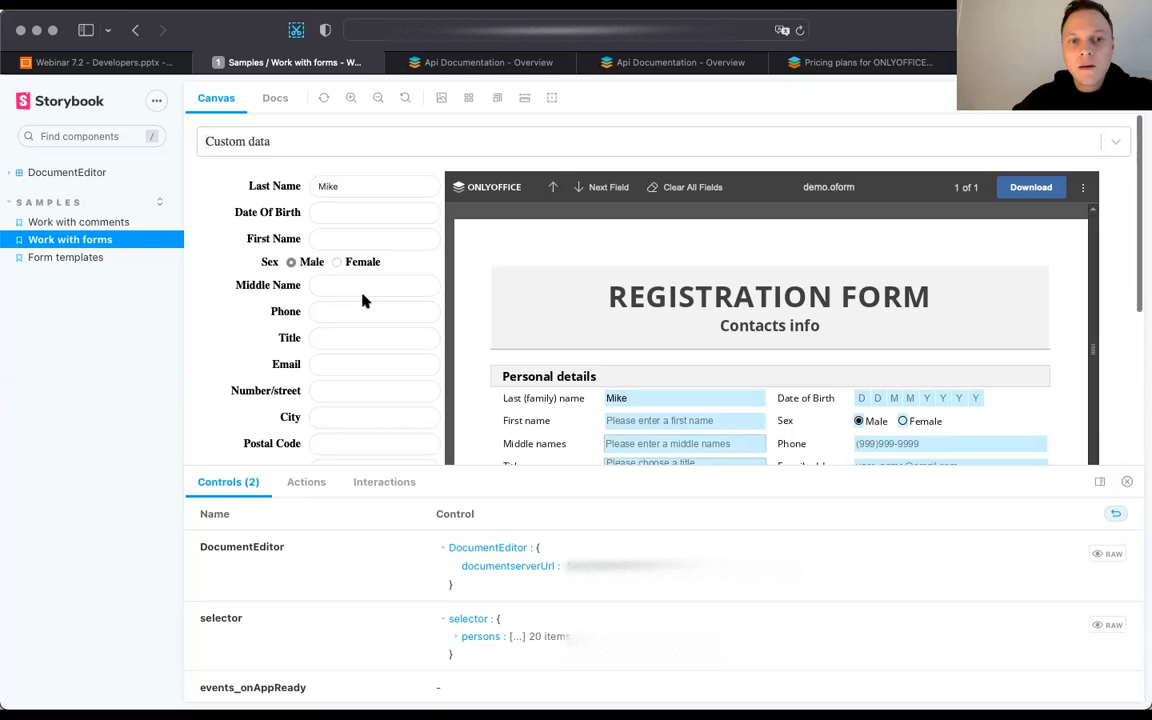 Webinar 7.2 - Developers.pptx -...
1 Samples / Work with forms - W...
Api Documentation - Overview
Api Documentation - Overview
Pricing plans for ONLYOFFICE...
Storybook
Canvas
Docs
Find components
/
Custom data
DocumentEditor
SAMPLES
Work with comments
Work with forms
Form templates
Last Name
Mike
Date Of Birth
First Name
Sex
Male
Female
Middle Name
Phone
Title
Email
Number/street
City
Postal Code
ONLYOFFICE
Next Field
Clear All Fields
demo.oform
1 of 1
Download
REGISTRATION FORM
Contacts info
Personal details
Last (family) name
Mike
Date of Birth
D D M M Y Y Y Y
First name
Please enter a first name
Sex
Male
Female
Middle names
Please enter a middle names
Phone
(999)999-9999
Please choose a title
Controls (2)
Actions
Interactions
Name
Control
DocumentEditor
DocumentEditor : {
documentserverUrl :
}
RAW
selector
selector : {
persons : [...] 20 items
}
RAW
events_onAppReady
-